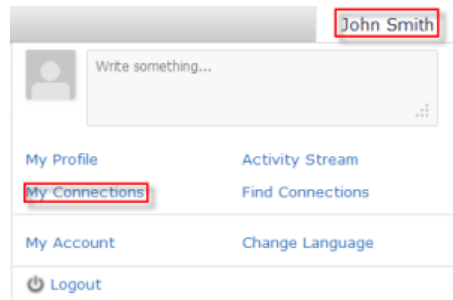 John Smith
Write something...
My Profile Activity Stream
My Connections Find Connections
My Account Change Language
Logout